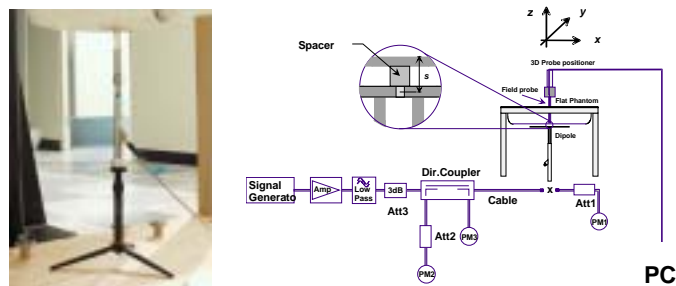 z
y
x
Spacer
s
3D Probe positioner
Field probe
Flat Phantom
Dipole
Dir.Coupler
Signal
Generato
Amp
Low
Pass
3dB
Att3
Cable
x
Att1
PM1
Att2
PM3
PM2
PC